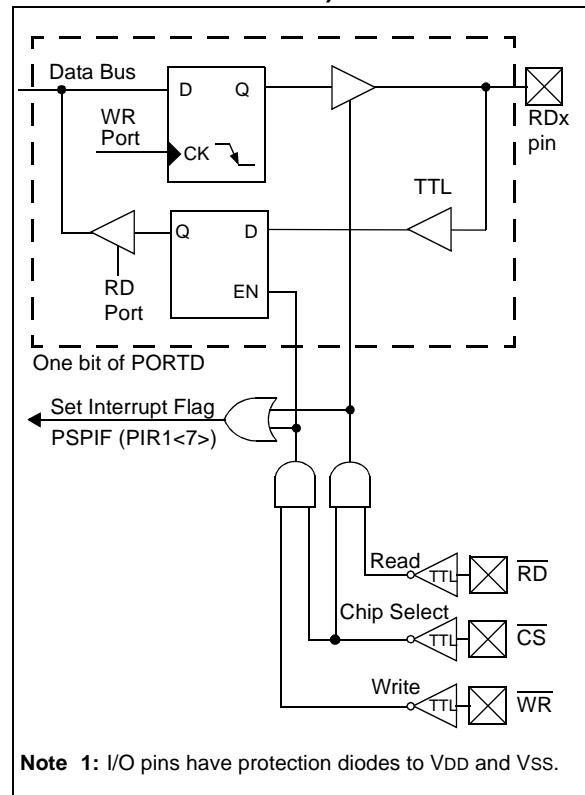 Data Bus
D Q
WR
Port
CK
RDx
pin
TTL
Q D
EN
RD
Port
One bit of PORTD
Set Interrupt Flag
PSPIF (PIR1<7>)
Read
TTL
RD
Chip Select
TTL
CS
Write
TTL
WR
Note 1: I/O pins have protection diodes to VDD and VSS.